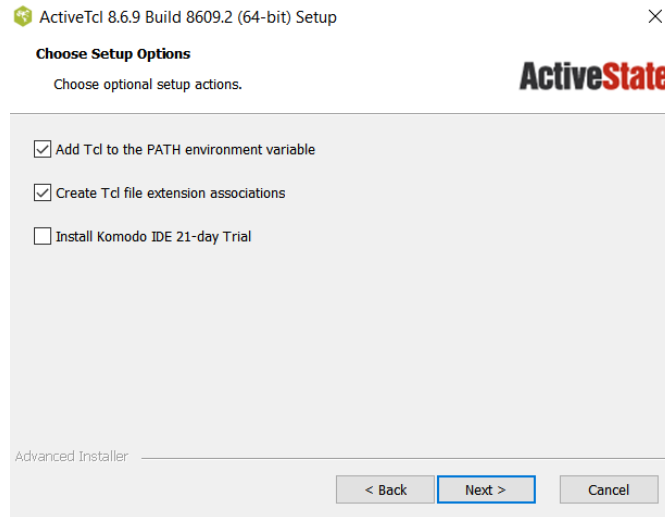 ActiveTcl 8.6.9 Build 8609.2 (64-bit) Setup
Choose Setup Options
Choose optional setup actions.
ActiveState
Add Tcl to the PATH environment variable
Create Tcl file extension associations
Install Komodo IDE 21-day Trial
Advanced Installer
< Back
Next >
Cancel